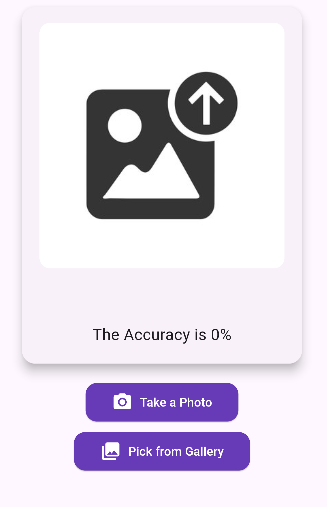 The Accuracy is 0%
Take a Photo
Pick from Gallery